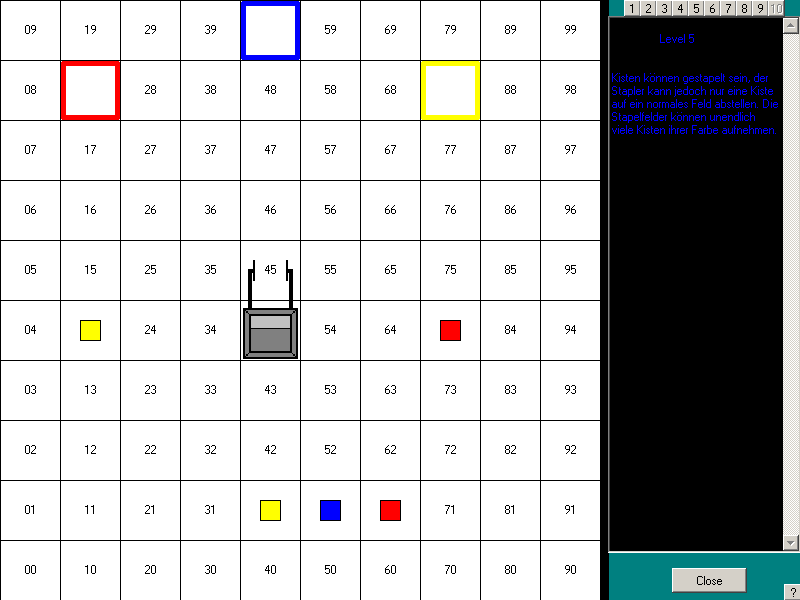 09 19 29 39 59 69 79 89 99
1 2 3 4 5 6 7 8 9 10
Level 5
08 28 38 48 58 68 88 98
Kisten können gestapelt sein, der
Stapler kann jedoch nur eine Kiste
auf ein normales Feld abstellen. Die
Stapelfelder können unendlich
viele Kisten ihrer Farbe aufnehmen.
07 17 27 37 47 57 67 77 87 97
06 16 26 36 46 56 66 76 86 96
05 15 25 35 45 55 65 75 85 95
04 24 34 54 64 84 94
03 13 23 33 43 53 63 73 83 93
02 12 22 32 42 52 62 72 82 92
01 11 21 31 71 81 91
00 10 20 30 40 50 60 70 80 90
Close
?